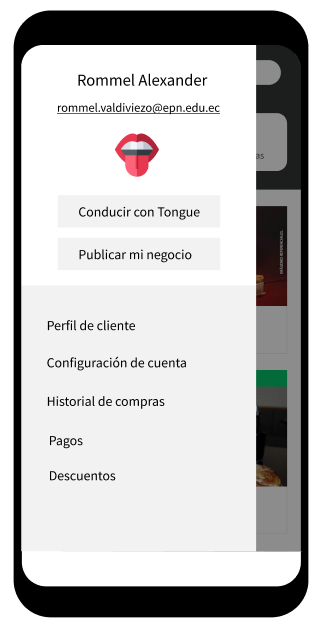 Rommel Alexander
rommel.valdiviezo@epn.edu.ec
Conducir con Tongue
Publicar mi negocio
Perfil de cliente
Configuración de cuenta
Historial de compras
Pagos
Descuentos
as